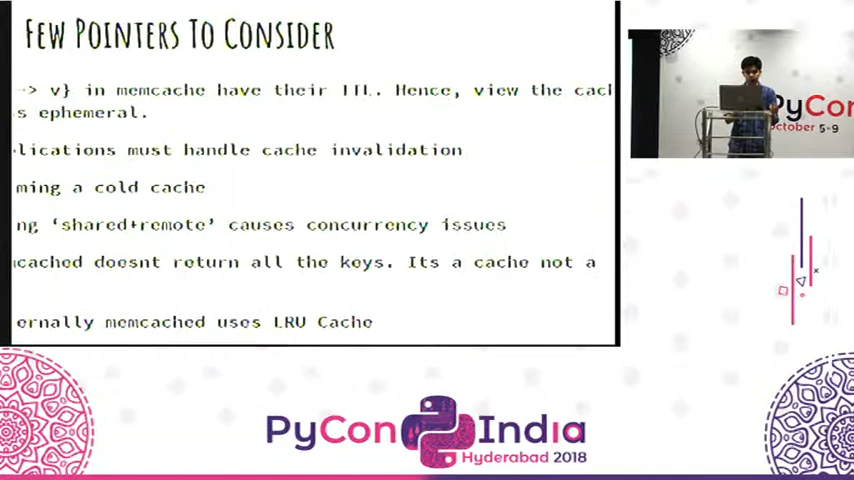 FEW POINTERS TO CONSIDER
-> v} in memcache have their TTL. Hence, view the cach
s ephemeral.
lications must handle cache invalidation
ming a cold cache
ng ‘shared+remote’ causes concurrency issues
cached doesnt return all the keys. Its a cache not a
ernally memcached uses LRU Cache
PyCon
october 5-9
PyCon India
Hyderabad 2018